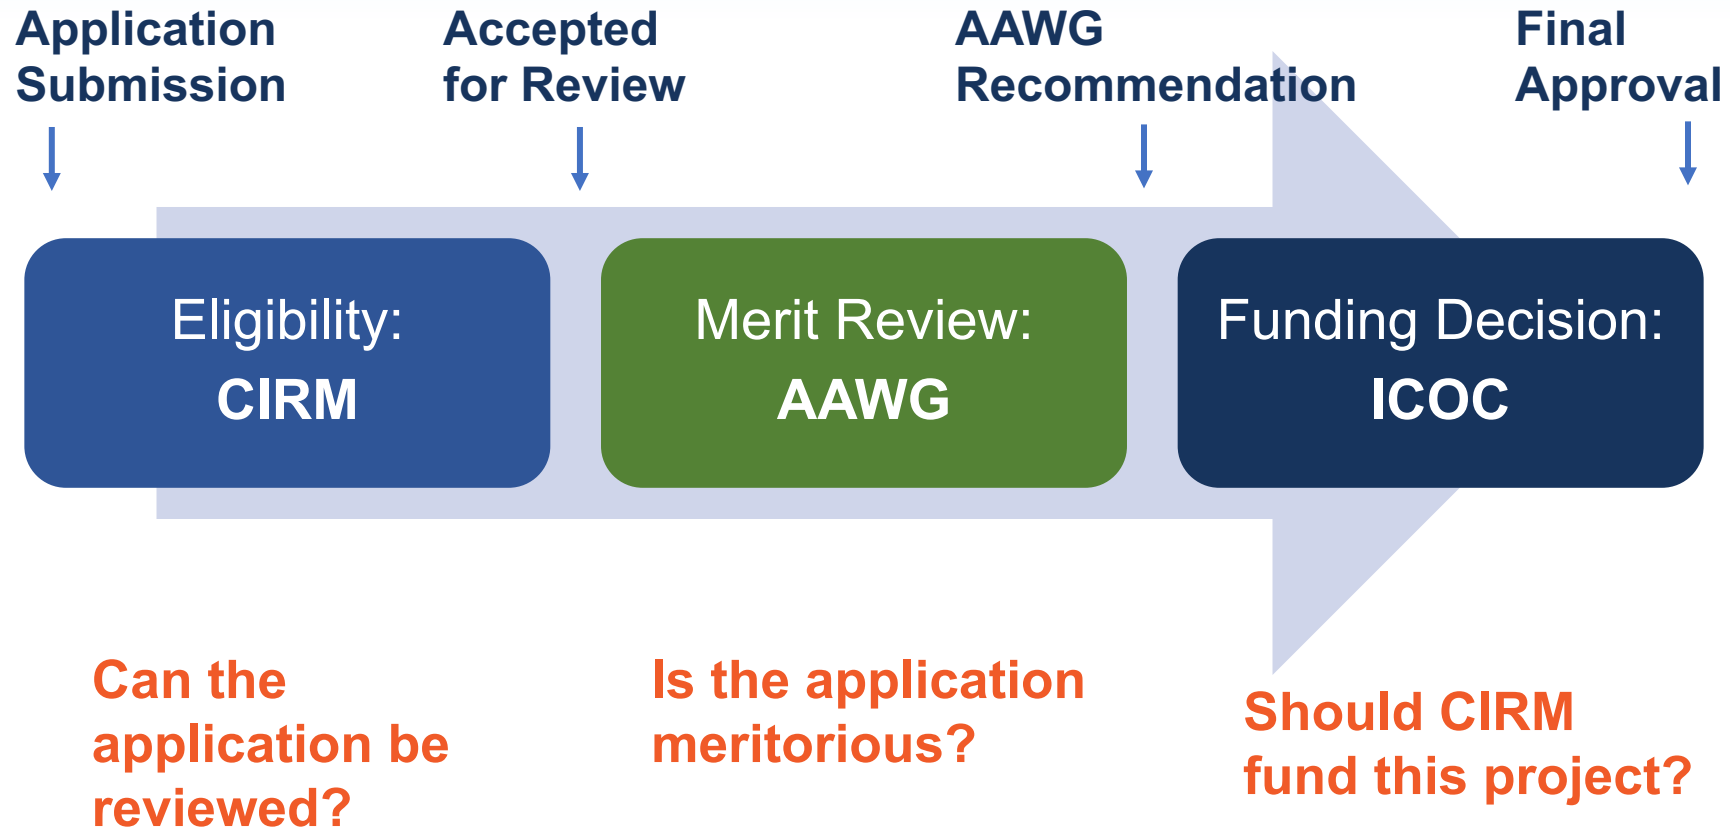 Application
Submission
Accepted
for Review
AAWG
Recommendation
Final
Approval
Eligibility:
CIRM
Merit Review:
AAWG
Funding Decision:
ICOC
Can the
application be
reviewed?
Is the application
meritorious?
Should CIRM
fund this project?